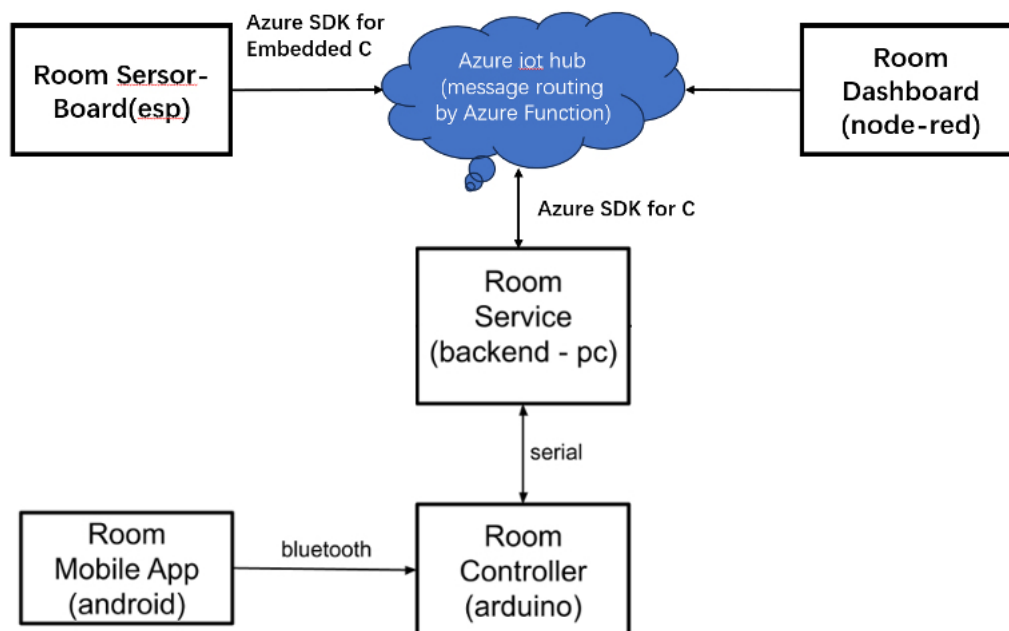 Azure SDK for
Embedded C
Room Sersor-
Board(esp)
Azure iot hub
(message routing
by Azure Function)
Room
Dashboard
(node-red)
Azure SDK for C
Room
Service
(backend - pc)
serial
Room
Mobile App
(android)
bluetooth
Room
Controller
(arduino)